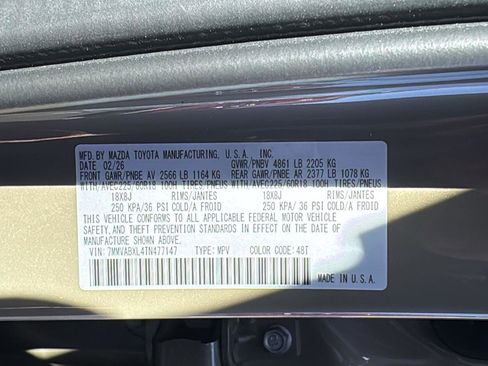 MFD. BY MAZDA TOYOTA MANUFACTURING, U.S.A., INC.
DATE 02/26 GVWR/PNBV 4861 LB 2205 KG
FRONT GAWR/PNBE AV 2566 LB 1164 KG REAR GAWR/PNBE AR 2377 LB 1078 KG
WITH/AVEC225/60R18 100H TIRES/PNEUS WITH/AVEC225/60R18 100H TIRES/PNEUS
18X8J RIMS/JANTES 18X8J RIMS/JANTES
250 KPA/36 PSI COLD/A FROID 250 KPA/36 PSI COLD/A FROID
THIS VEHICLE CONFORMS TO ALL APPLICABLE FEDERAL MOTOR VEHICLE
SAFETY, AND THEFT PREVENTION STANDARDS IN EFFECT ON THE DATE OF
MANUFACTURE SHOWN ABOVE.
VIN: 7MMVABXL4TN477147 TYPE: MPV COLOR CODE: 48T
MADE IN U.S.A.